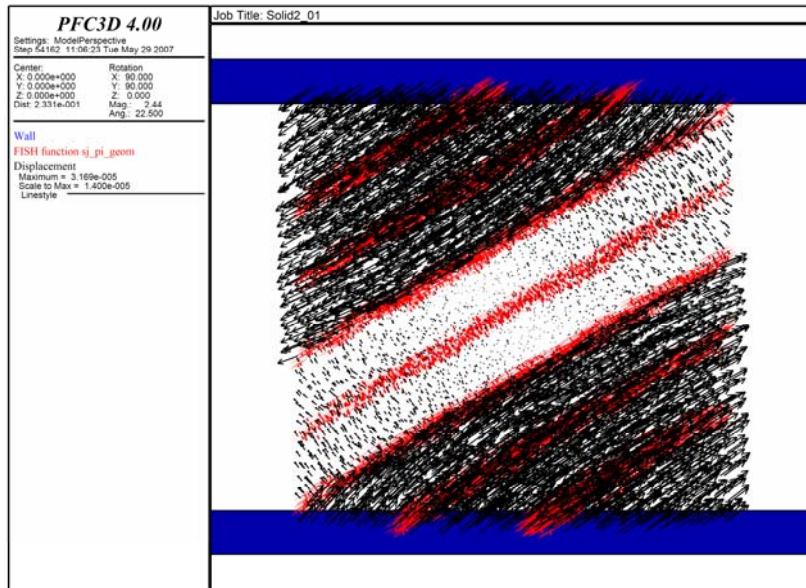 PFC3D 4.00
Settings: ModelPerspective
Step 54162 11:06:23 Tue May 29 2007
Center:
X: 0.000e+000
Y: 0.000e+000
Z: 0.000e+000
Dist: 2.331e-001
Rotation
X: 90.000
Y: 90.000
Z: 0.000
Mag.: 2.44
Ang.: 22.500
Wall
FISH function sj_pi_geom
Displacement
Maximum = 3.169e-005
Scale to Max = 1.400e-005
Linestyle
Job Title: Solid2_01